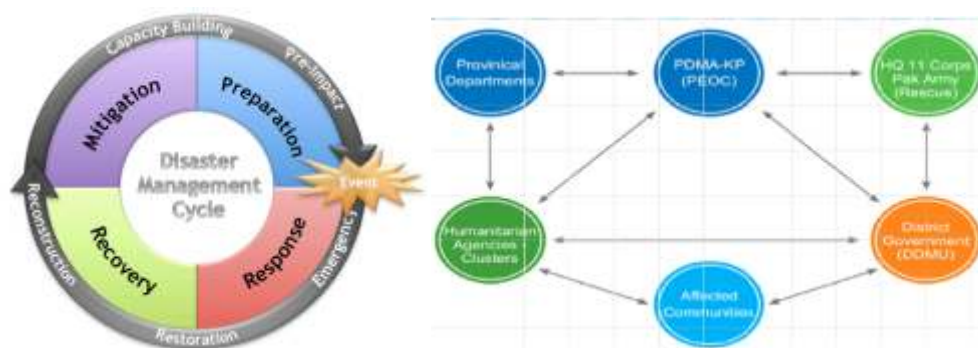 Capacity Building
Pre-Impact
Mitigation
Preparation
Disaster
Management
Cycle
Event
Reconstruction
Recovery
Response
Emergency
Restoration
Provinical
Departments
PDMA-KP
(PEOC)
HQ 11 Corps
Pak Army
(Rescue)
Humanitarian
Agencies -
Clusters
District
Government
(DDMU)
Affected
Communities